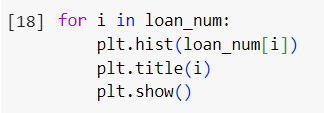 [18] for i in loan_num:
plt.hist(loan_num[i])
plt.title(i)
plt.show()